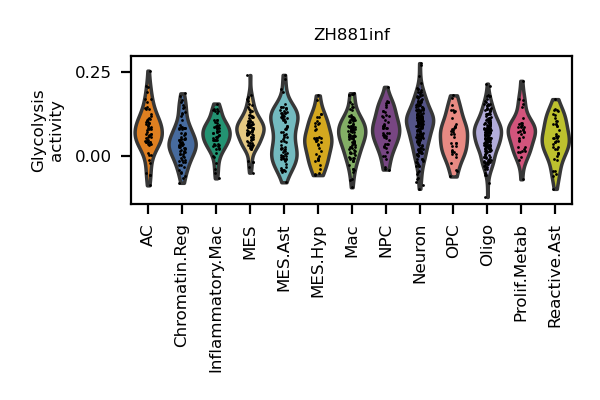 ZH881inf
Glycolysis
activity
0.25
0.00
AC
Chromatin.Reg
Inflammatory.Mac
MES
MES.Ast
MES.Hyp
Mac
NPC
Neuron
OPC
Oligo
Prolif.Metab
Reactive.Ast